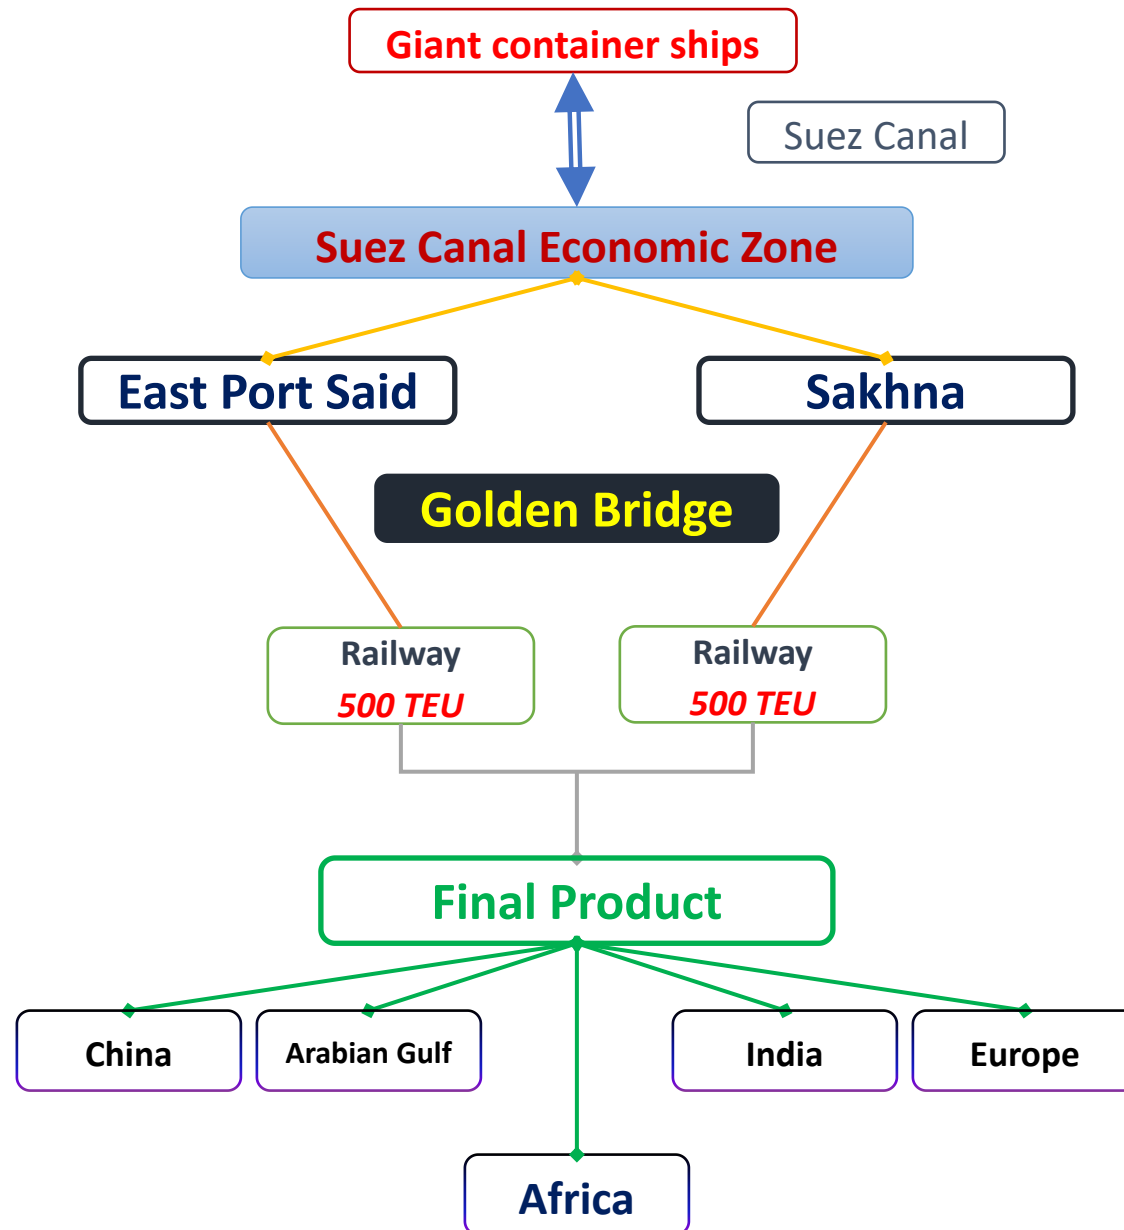 Giant container ships
Suez Canal
Suez Canal Economic Zone
East Port Said
Sakhna
Golden Bridge
Railway
500 TEU
Railway
500 TEU
Final Product
China
Arabian Gulf
India
Europe
Africa